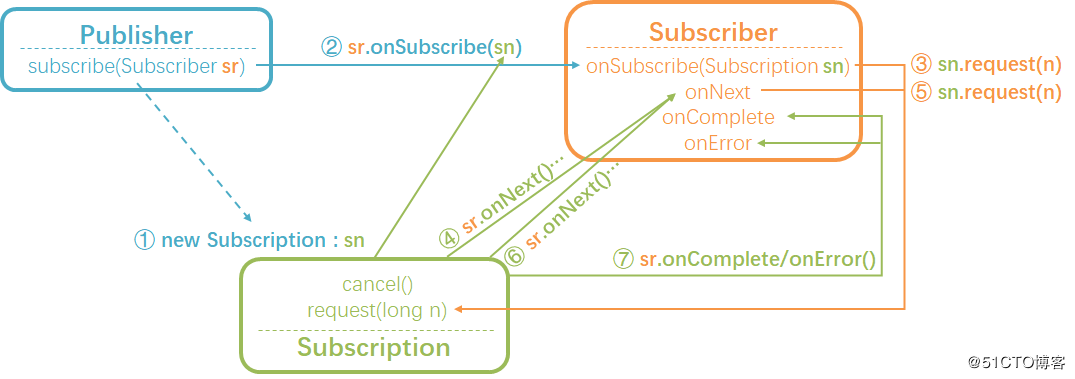 Publisher
subscribe(Subscriber sr)
② sr.onSubscribe(sn)
Subscriber
onSubscribe(Subscription sn)
onNext
onComplete
onError
③ sn.request(n)
⑤ sn.request(n)
① new Subscription : sn
④ sr.onNext()…
⑥ sr.onNext()…
⑦ sr.onComplete/onError()
cancel()
request(long n)
Subscription
@51CTO博客